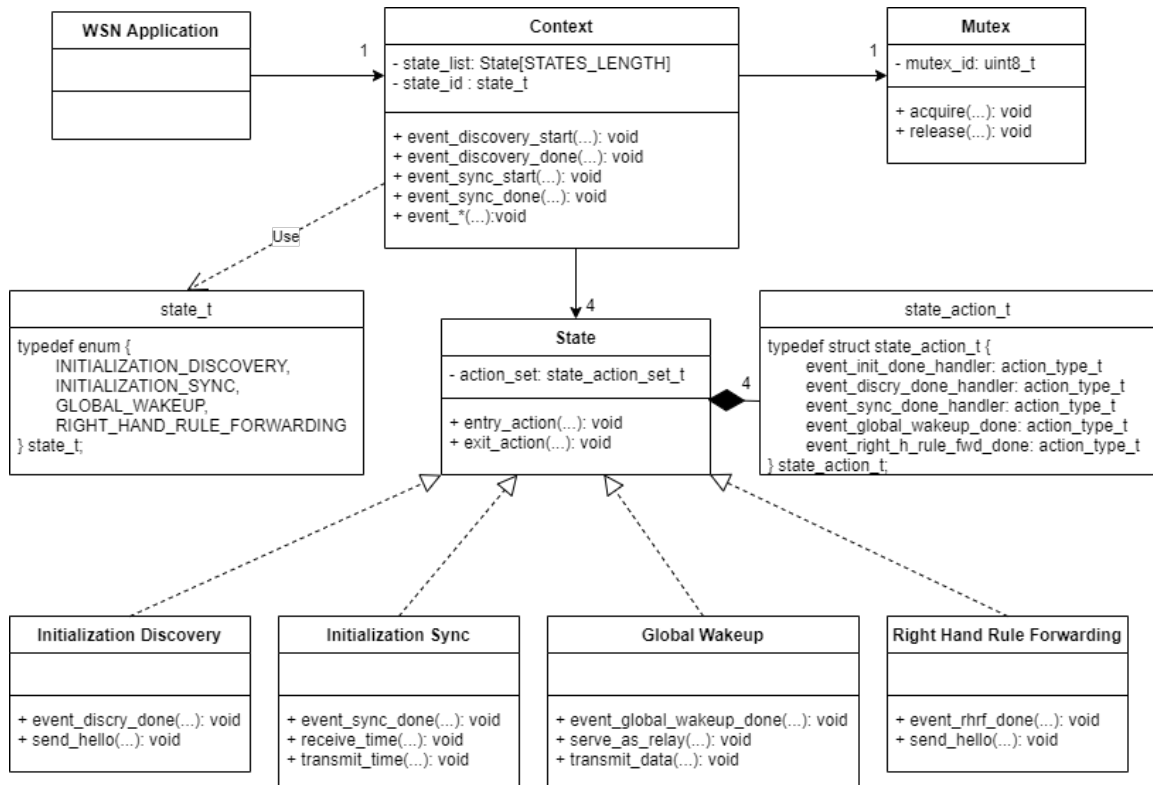 WSN Application
1
Context
- state_list: State[STATES_LENGTH]
- state_id : state_t
+ event_discovery_start(...): void
+ event_discovery_done(...): void
+ event_sync_start(...): void
+ event_sync_done(...): void
+ event_*(...):void
1
Mutex
- mutex_id: uint8_t
+ acquire(...): void
+ release(...): void
Use
state_t
typedef enum {
INITIALIZATION_DISCOVERY,
INITIALIZATION_SYNC,
GLOBAL_WAKEUP,
RIGHT_HAND_RULE_FORWARDING
} state_t;
4
State
- action_set: state_action_set_t
+ entry_action(...): void
+ exit_action(...): void
4
state_action_t
typedef struct state_action_t {
event_init_done_handler: action_type_t
event_discry_done_handler: action_type_t
event_sync_done_handler: action_type_t
event_global_wakeup_done: action_type_t
event_right_h_rule_fwd_done: action_type_t
} state_action_t;
Initialization Discovery
+ event_discry_done(...): void
+ send_hello(...): void
Initialization Sync
+ event_sync_done(...): void
+ receive_time(...): void
+ transmit_time(...): void
Global Wakeup
+ event_global_wakeup_done(...): void
+ serve_as_relay(...): void
+ transmit_data(...): void
Right Hand Rule Forwarding
+ event_rhrf_done(...): void
+ send_hello(...): void